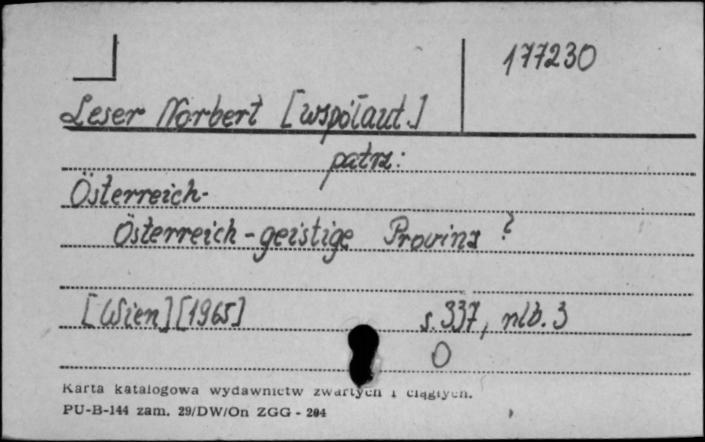 177230
Leser Norbert [współaut.]
patrz:
Österreich-
Österreich-geistige Provinz?
[Wien][1965] s. 337, nlb. 3
O
Karta katalogowa wydawnictw zwartych i ciągłych.
PU-B-144 zam. 29/DW/On ZGG - 204